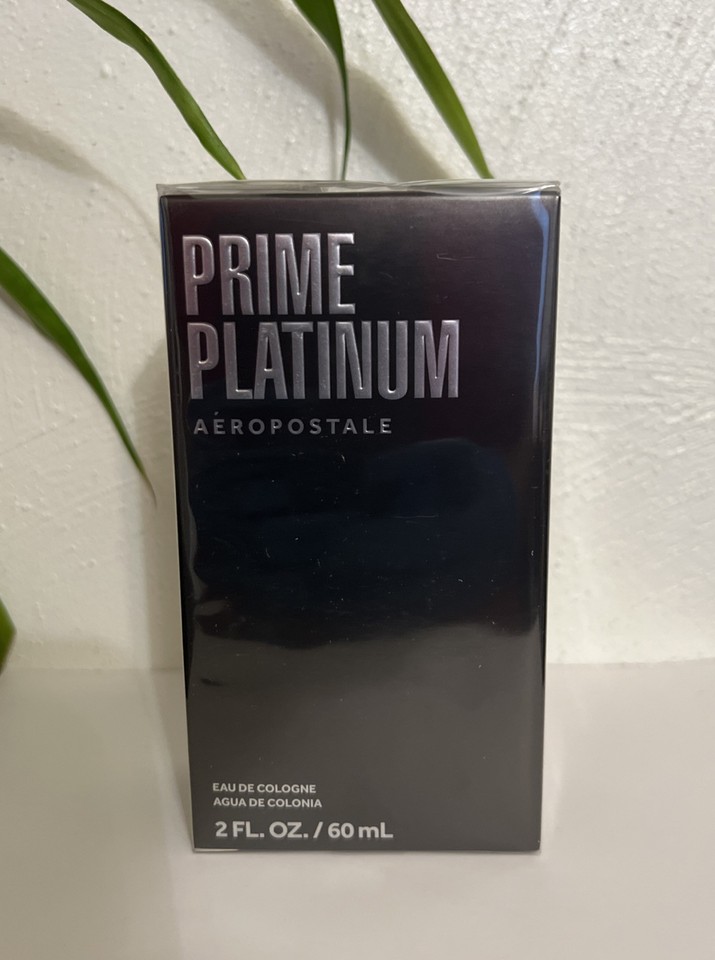 PRIME
PLATINUM
AÉROPOSTALE
EAU DE COLOGNE
AGUA DE COLONIA
2 FL. OZ. / 60 mL